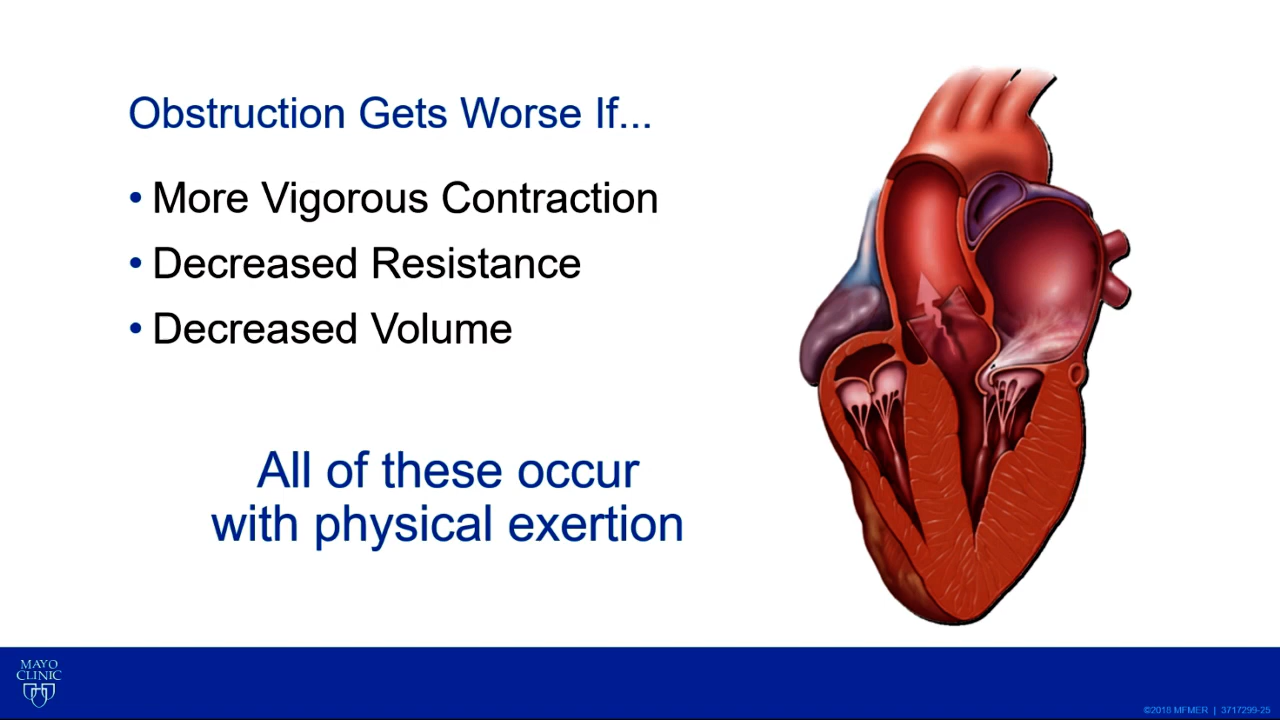 Obstruction Gets Worse If...
• More Vigorous Contraction
• Decreased Resistance
• Decreased Volume
All of these occur
with physical exertion
MAYO
CLINIC
©2018 MFMER | 3717299-25